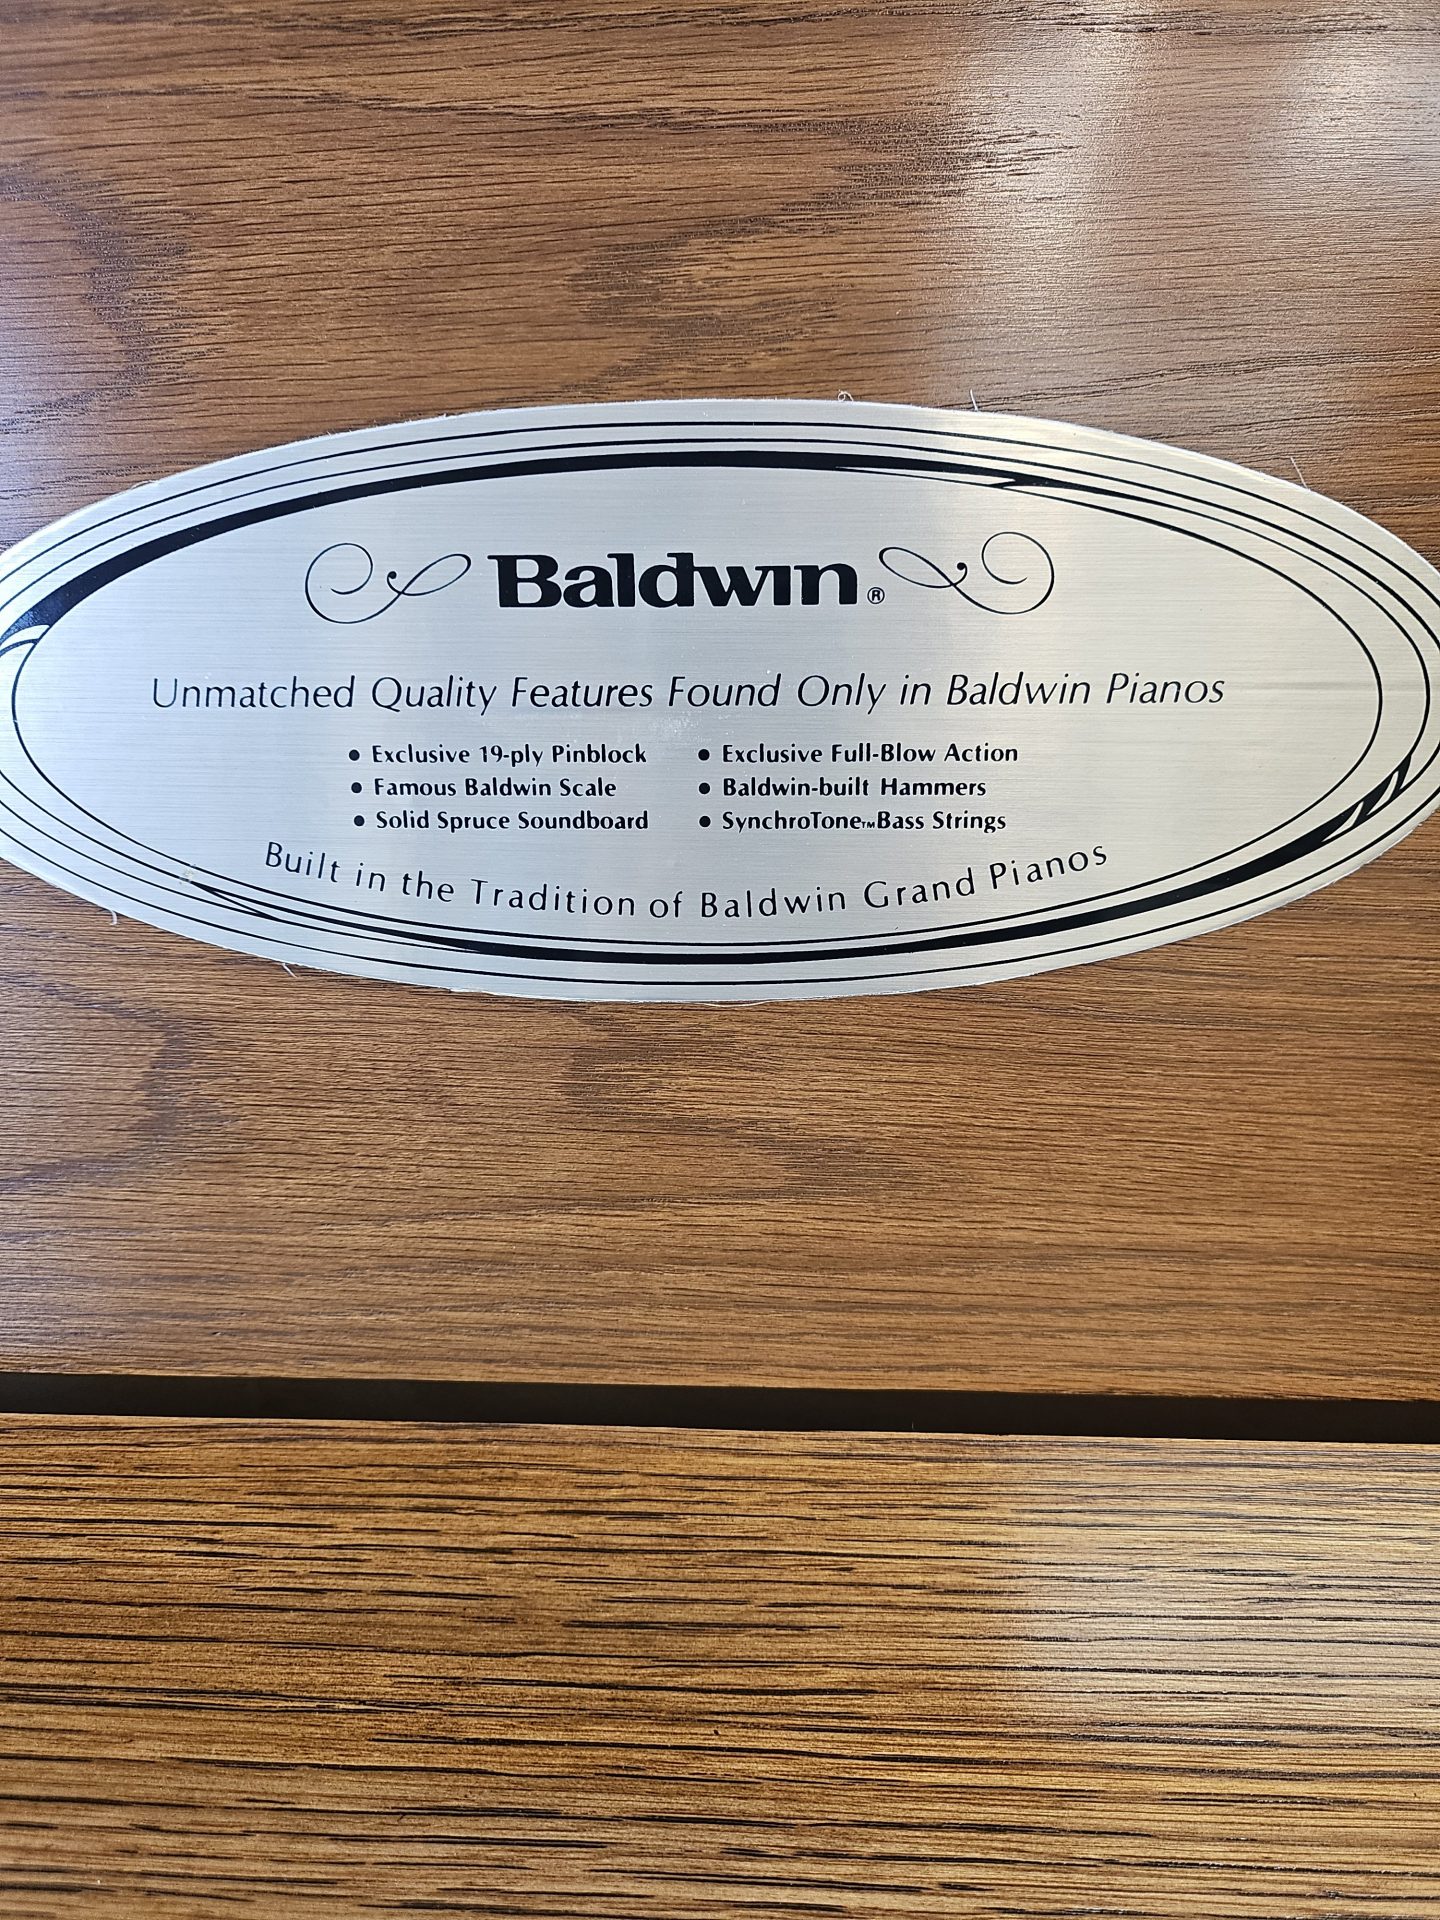 Baldwin®
Unmatched Quality Features Found Only in Baldwin Pianos
• Exclusive 19-ply Pinblock
• Famous Baldwin Scale
• Solid Spruce Soundboard
• Exclusive Full-Blow Action
• Baldwin-built Hammers
• SynchroTone™ Bass Strings
Built in the Tradition of Baldwin Grand Pianos